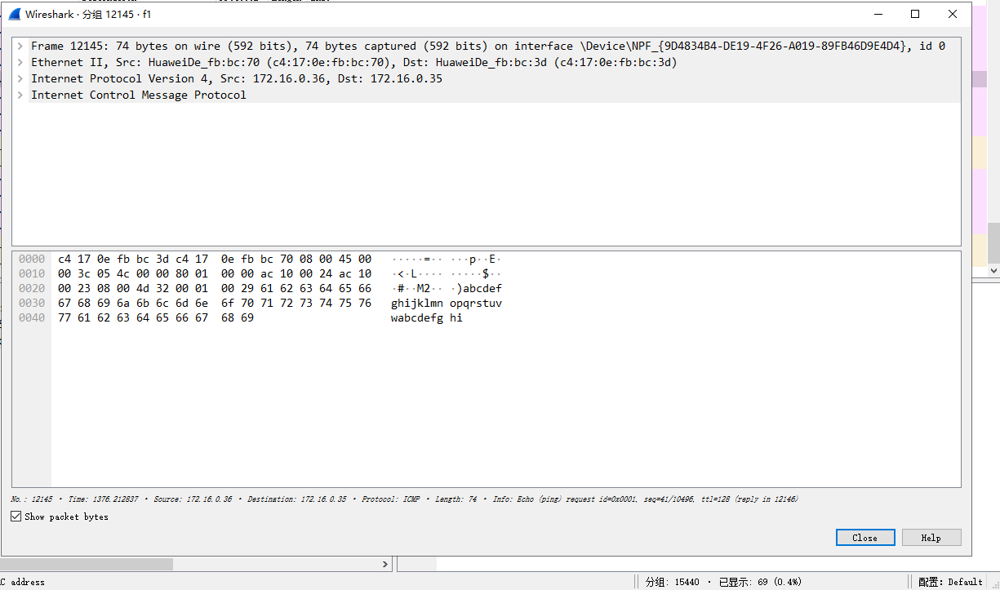 Wireshark · 分组 12145 · f1
Frame 12145: 74 bytes on wire (592 bits), 74 bytes captured (592 bits) on interface \Device\NPF_{9D4834B4-DE19-4F26-A019-89FB46D9E4D4}, id 0
Ethernet II, Src: HuaweiDe_fb:bc:70 (c4:17:0e:fb:bc:70), Dst: HuaweiDe_fb:bc:3d (c4:17:0e:fb:bc:3d)
Internet Protocol Version 4, Src: 172.16.0.36, Dst: 172.16.0.35
Internet Control Message Protocol
0000 c4 17 0e fb bc 3d c4 17 0e fb bc 70 08 00 45 00 ·····=·· ···p··E·
0010 00 3c 05 4c 00 00 80 01 00 00 ac 10 00 24 ac 10 ·<·L···· ·····$··
0020 00 23 08 00 4d 32 00 01 00 29 61 62 63 64 65 66 ·#··M2·· ·)abcdef
0030 67 68 69 6a 6b 6c 6d 6e 6f 70 71 72 73 74 75 76 ghijklmn opqrstuv
0040 77 61 62 63 64 65 66 67 68 69 wabcdefg hi
No.: 12145 · Time: 1376.212837 · Source: 172.16.0.36 · Destination: 172.16.0.35 · Protocol: ICMP · Length: 74 · Info: Echo (ping) request id=0x0001, seq=41/10496, ttl=128 (reply in 12146)
Show packet bytes
Close Help
C address 分组: 15440 · 已显示: 69 (0.4%) 配置: Default